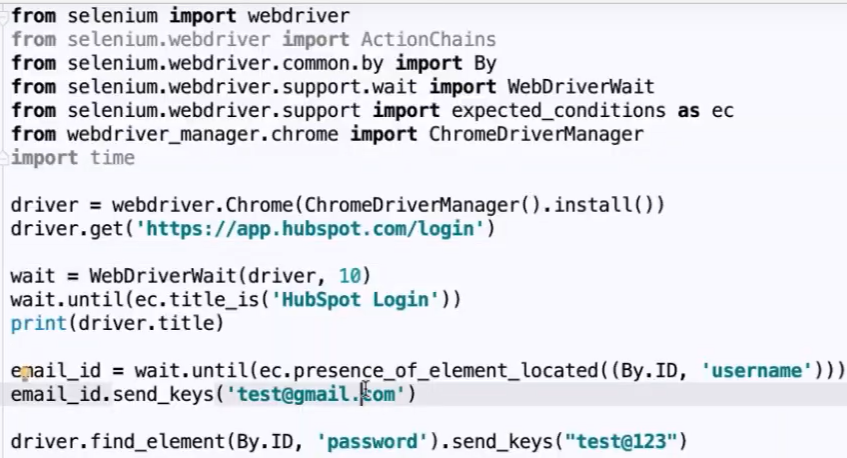 from selenium import webdriver
from selenium.webdriver import ActionChains
from selenium.webdriver.common.by import By
from selenium.webdriver.support.wait import WebDriverWait
from selenium.webdriver.support import expected_conditions as ec
from webdriver_manager.chrome import ChromeDriverManager
import time
driver = webdriver.Chrome(ChromeDriverManager().install())
driver.get('https://app.hubspot.com/login')
wait = WebDriverWait(driver, 10)
wait.until(ec.title_is('HubSpot Login'))
print(driver.title)
email_id = wait.until(ec.presence_of_element_located((By.ID, 'username')))
email_id.send_keys('test@gmail.com')
driver.find_element(By.ID, 'password').send_keys("test@123")